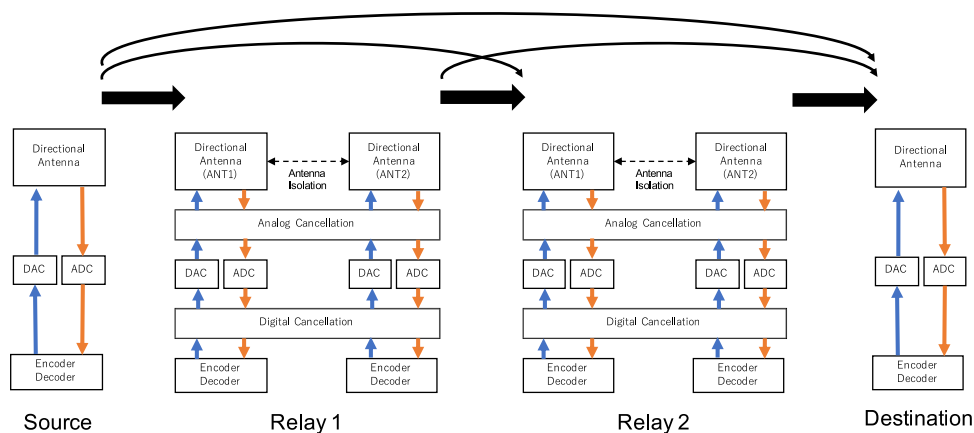 Directional
Antenna
DAC
ADC
Encoder
Decoder
Source
Directional
Antenna
(ANT1)
Antenna
Isolation
Directional
Antenna
(ANT2)
Analog Cancellation
DAC
ADC
DAC
ADC
Digital Cancellation
Encoder
Decoder
Encoder
Decoder
Relay 1
Directional
Antenna
(ANT1)
Antenna
Isolation
Directional
Antenna
(ANT2)
Analog Cancellation
DAC
ADC
DAC
ADC
Digital Cancellation
Encoder
Decoder
Encoder
Decoder
Relay 2
Directional
Antenna
DAC
ADC
Encoder
Decoder
Destination